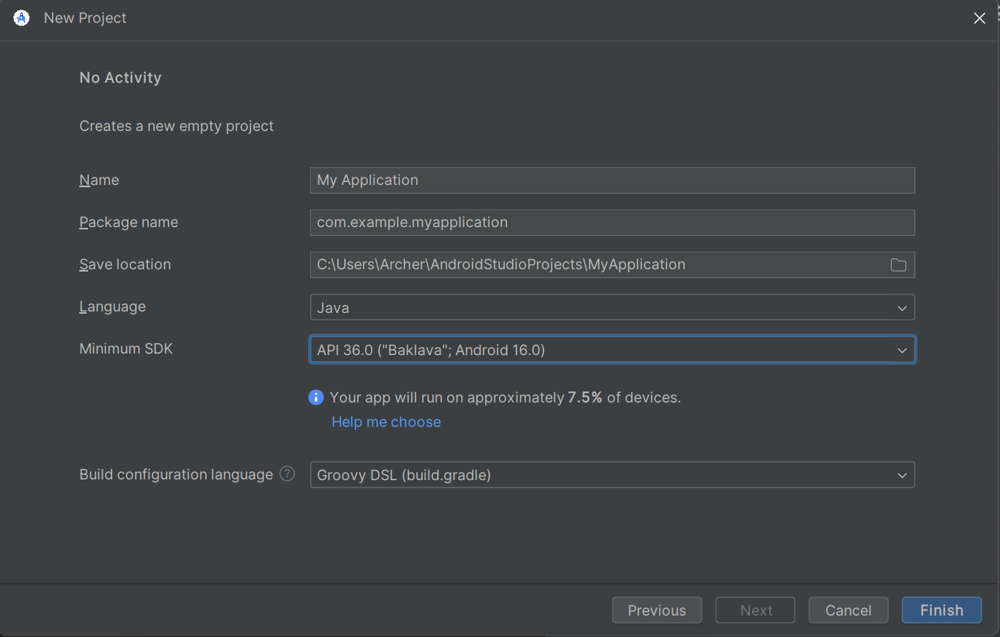 New Project
No Activity
Creates a new empty project
Name My Application
Package name com.example.myapplication
Save location C:\Users\Archer\AndroidStudioProjects\MyApplication
Language Java
Minimum SDK API 36.0 ("Baklava"; Android 16.0)
Your app will run on approximately 7.5% of devices.
Help me choose
Build configuration language ? Groovy DSL (build.gradle)
Previous Next Cancel Finish